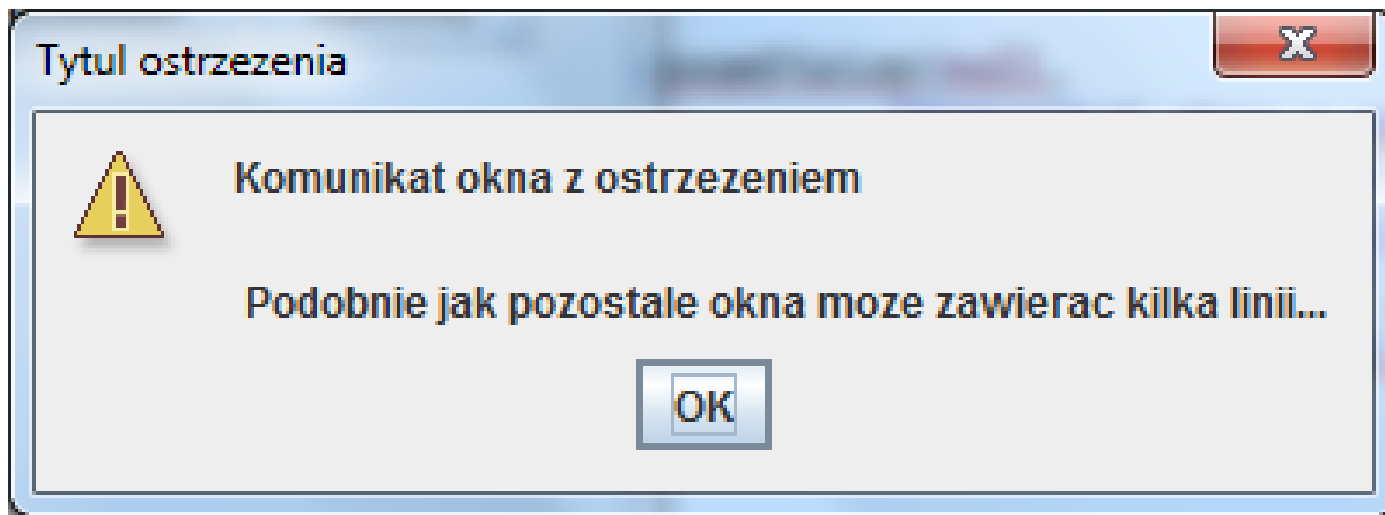 Tytul ostrzezenia
Komunikat okna z ostrzezeniem
Podobnie jak pozostale okna moze zawierac kilka linii...
OK